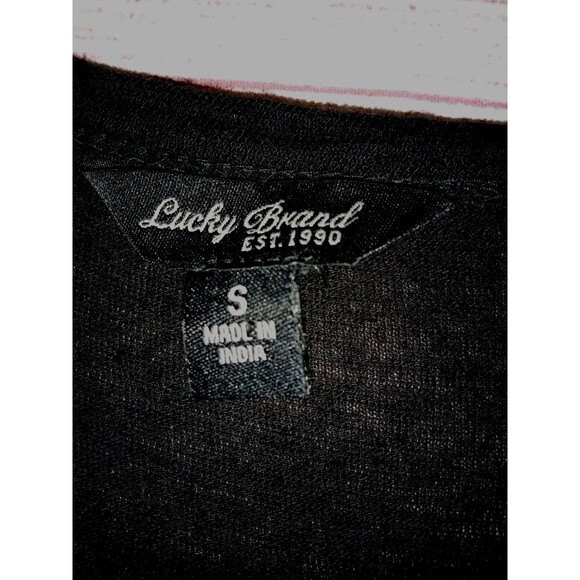 Lucky Brand
EST. 1990
S
MADE IN
INDIA